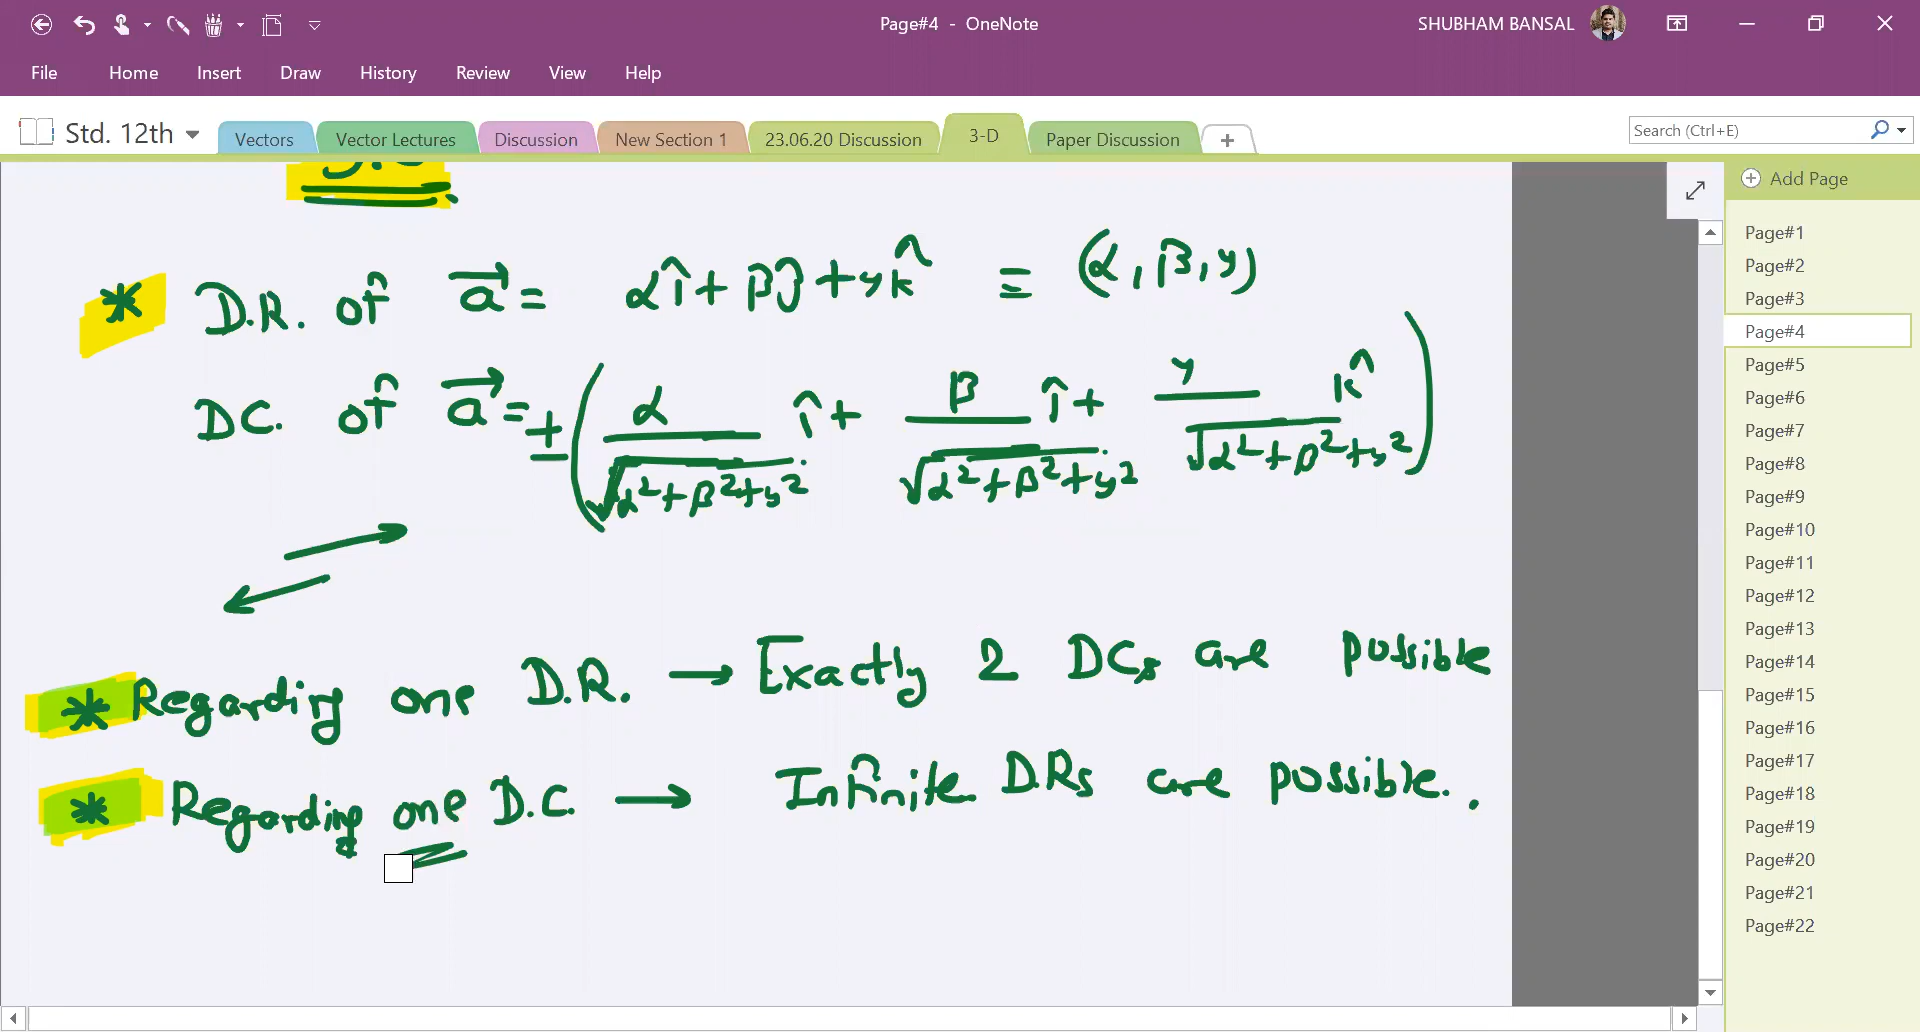 Page#4 - OneNote
SHUBHAM BANSAL
File Home Insert Draw History Review View Help
Std. 12th
Vectors Vector Lectures Discussion New Section 1 23.06.20 Discussion 3-D Paper Discussion +
Search (Ctrl+E)
Add Page
* D.R. of a⃗ = αî + βĵ + γk̂ ≡ (α, β, γ)
DC. of a⃗ = ± ( α/√(α²+β²+γ²) î + β/√(α²+β²+γ²) î + γ/√(α²+β²+γ²) k̂ )
* Regarding one D.R. → Exactly 2 DCs are possible
* Regarding one D.C. → Infinite DRs are possible.
Page#1
Page#2
Page#3
Page#4
Page#5
Page#6
Page#7
Page#8
Page#9
Page#10
Page#11
Page#12
Page#13
Page#14
Page#15
Page#16
Page#17
Page#18
Page#19
Page#20
Page#21
Page#22